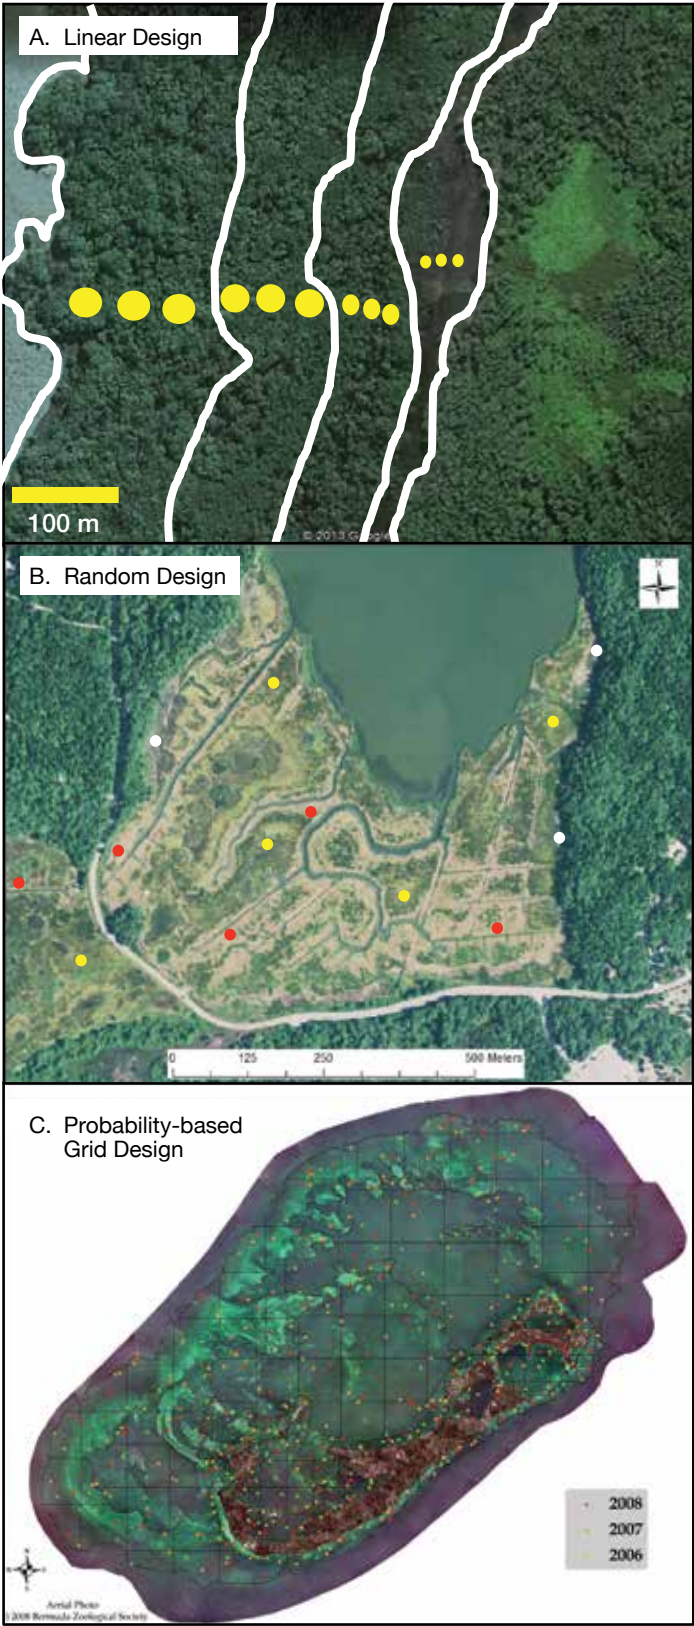 A. Linear Design
100 m
© 2013 Google
B. Random Design
N
0 125 250 500 Meters
C. Probability-based
Grid Design
2008
2007
2006
Aerial Photo
2008 Bermuda Zoological Society